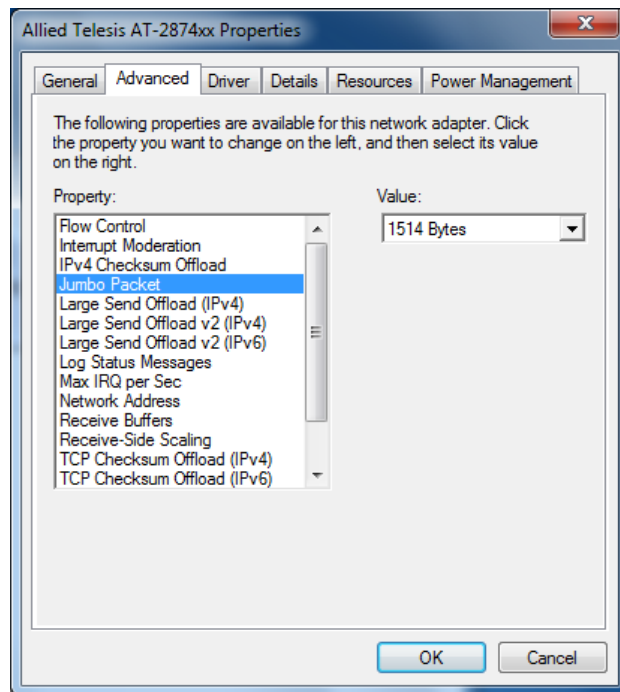 Allied Telesis AT-2874xx Properties
General Advanced Driver Details Resources Power Management
The following properties are available for this network adapter. Click
the property you want to change on the left, and then select its value
on the right.
Property:
Value:
Flow Control
Interrupt Moderation
IPv4 Checksum Offload
Jumbo Packet
Large Send Offload (IPv4)
Large Send Offload v2 (IPv4)
Large Send Offload v2 (IPv6)
Log Status Messages
Max IRQ per Sec
Network Address
Receive Buffers
Receive-Side Scaling
TCP Checksum Offload (IPv4)
TCP Checksum Offload (IPv6)
1514 Bytes
OK Cancel